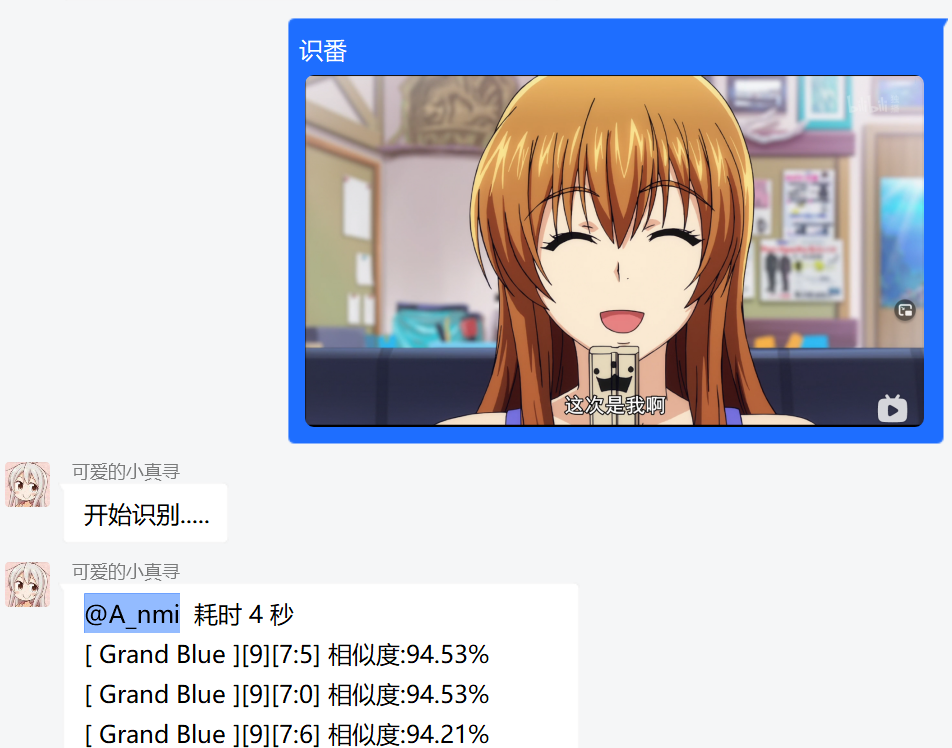 识番
bilibili
这次是我啊
可爱的小真寻
开始识别.....
可爱的小真寻
@A_nmi 耗时 4 秒
[ Grand Blue ][9][7:5] 相似度:94.53%
[ Grand Blue ][9][7:0] 相似度:94.53%
[ Grand Blue ][9][7:6] 相似度:94.21%